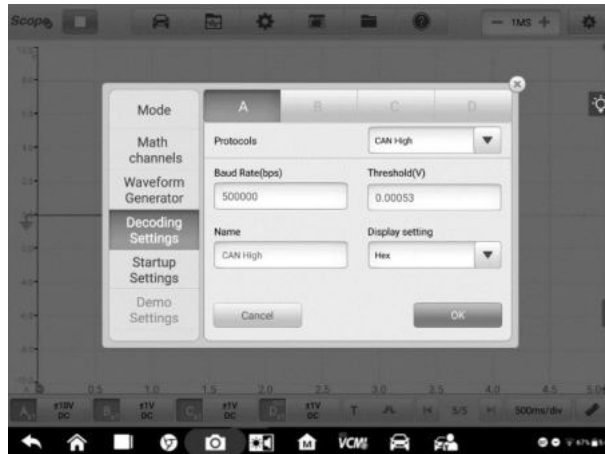 Scope
1MS
Mode
A
B
C
D
Math
channels
Protocols
CAN High
Waveform
Generator
Baud Rate(bps)
Threshold(V)
500000
0.00053
Decoding
Settings
Name
Display setting
CAN High
Hex
Startup
Settings
Demo
Settings
Cancel
OK
0.5 1.0 1.5 2.0 2.5 3.0 3.5 4.0 4.5 5.0s
A ±10V DC B ±1V DC C ±1V DC D ±1V DC T 5/5 500ms/div
VCMI